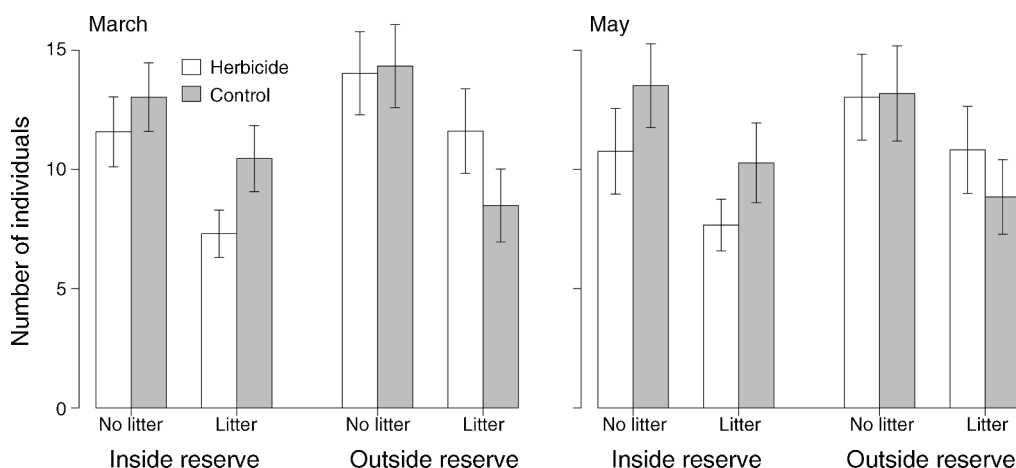 March
May
15
10
5
0
Number of individuals
Herbicide
Control
No litter
Litter
No litter
Litter
Inside reserve
Outside reserve
No litter
Litter
No litter
Litter
Inside reserve
Outside reserve